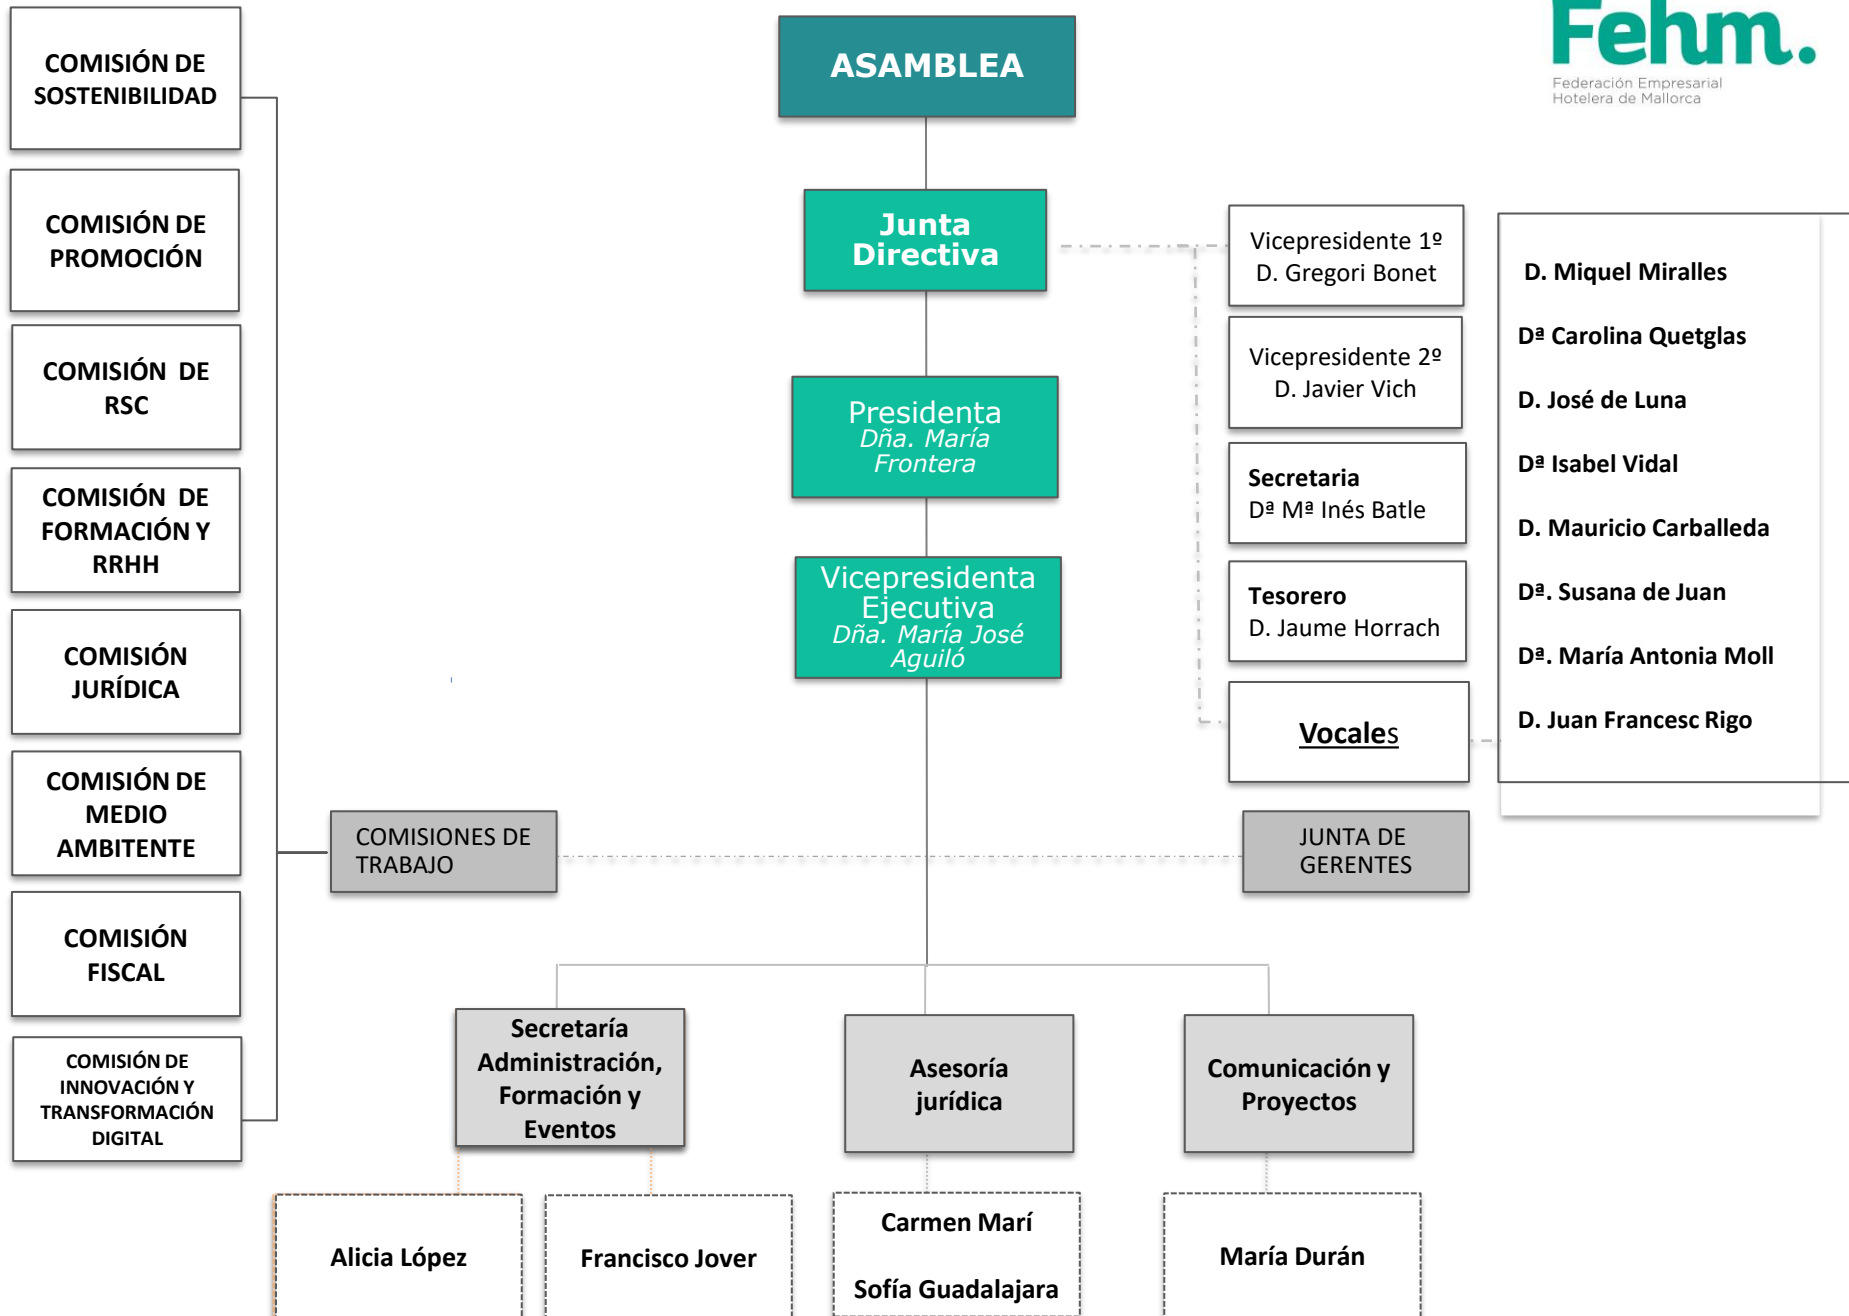 COMISIÓN DE
SOSTENIBILIDAD
COMISIÓN DE
PROMOCIÓN
COMISIÓN  DE
RSC
COMISIÓN  DE
FORMACIÓN Y
RRHH
COMISIÓN
JURÍDICA
COMISIÓN DE
MEDIO
AMBITENTE
COMISIÓN
FISCAL
COMISIÓN DE
INNOVACIÓN Y
TRANSFORMACIÓN
DIGITAL
COMISIONES DE
TRABAJO
ASAMBLEA
Junta
Directiva
Presidenta
Dña. María
Frontera
Vicepresidenta
Ejecutiva
Dña. María José
Aguiló
Fehm.
Federación Empresarial
Hotelera de Mallorca
Vicepresidente 1º
D. Gregori Bonet
Vicepresidente 2º
D. Javier Vich
Secretaria
Dª Mª Inés Batle
Tesorero
D. Jaume Horrach
Vocales
D. Miquel Miralles
Dª Carolina Quetglas
D. José de Luna
Dª Isabel Vidal
D. Mauricio Carballeda
Dª. Susana de Juan
Dª. María Antonia Moll
D. Juan Francesc Rigo
JUNTA DE
GERENTES
Secretaría
Administración,
Formación y
Eventos
Asesoría
jurídica
Comunicación y
Proyectos
Alicia López
Francisco Jover
Carmen Marí
Sofía Guadalajara
María Durán